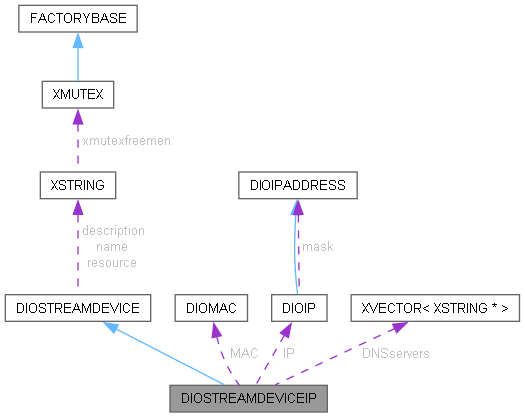 FACTORYBASE
XMUTEX
xmutexfreemen
XSTRING
DIOIPADDRESS
description
name
resource
mask
DIOSTREAMDEVICE
DIOMAC
DIOIP
XVECTOR< XSTRING * >
MAC
IP
DNSservers
DIOSTREAMDEVICEIP